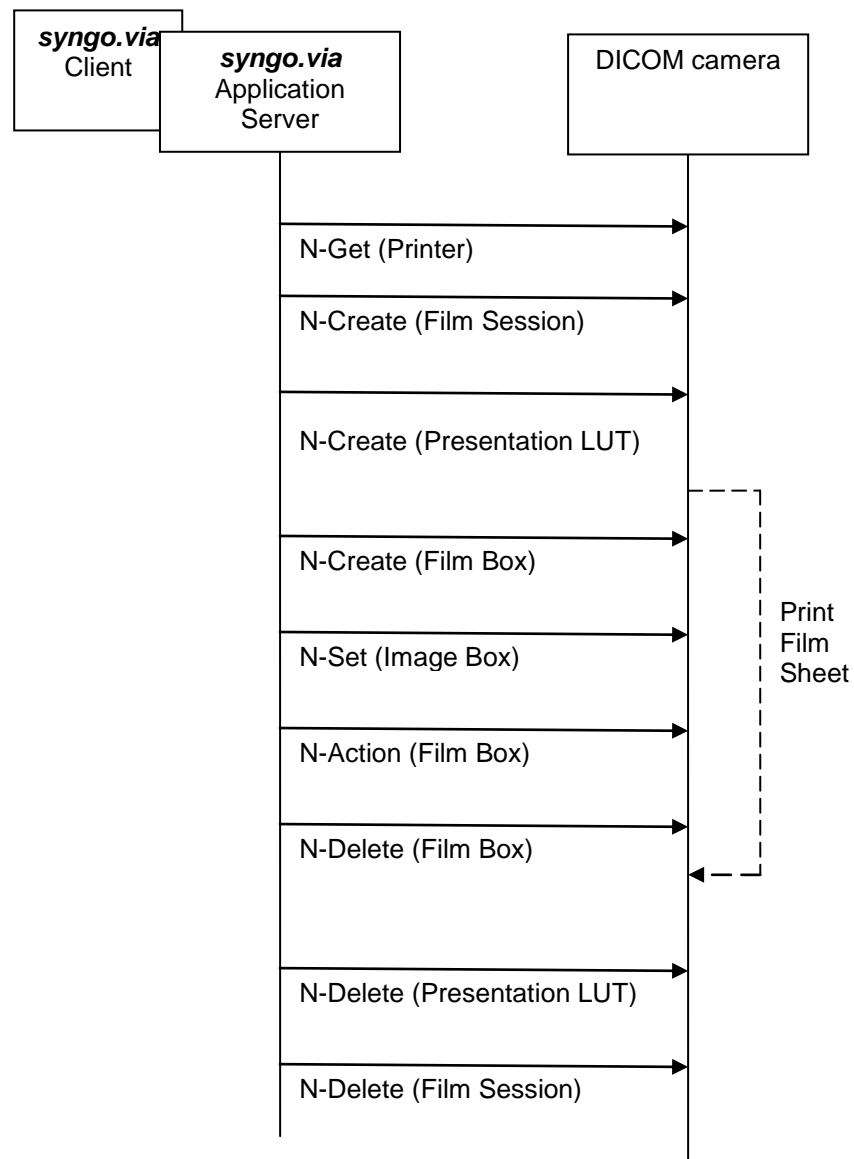 syngo.via
Client
syngo.via
Application
Server
DICOM camera
N-Get (Printer)
N-Create (Film Session)
N-Create (Presentation LUT)
N-Create (Film Box)
N-Set (Image Box)
N-Action (Film Box)
N-Delete (Film Box)
Print
Film
Sheet
N-Delete (Presentation LUT)
N-Delete (Film Session)